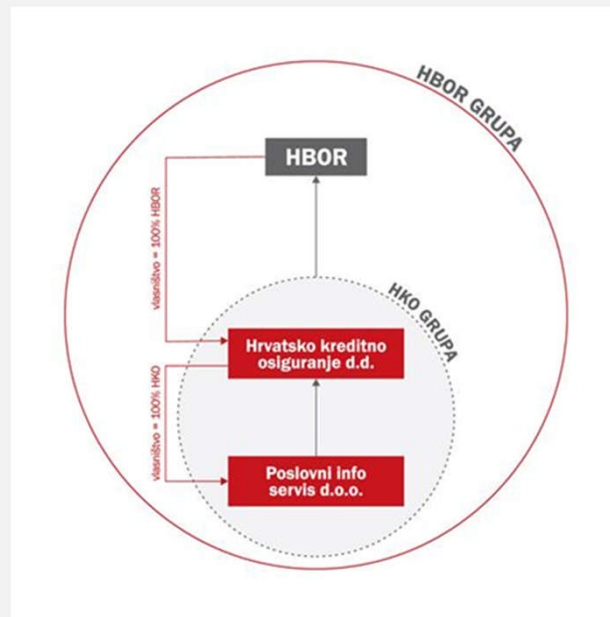 HBOR GRUPA
HBOR
vlasništvo = 100% HBOR
HKO GRUPA
Hrvatsko kreditno
osiguranje d.d.
vlasništvo = 100% HKO
Poslovni info
servis d.o.o.